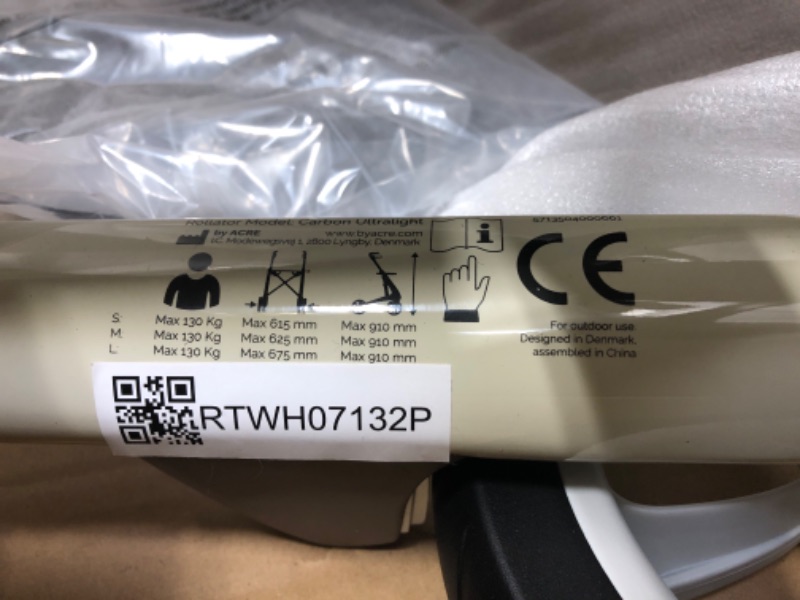 Rollator Model: Carbon Ultralight
by ACRE www.byacre.com
IC. Modewegsvej 1, 2800 Lyngby, Denmark
5713504000661
i
CE
S: Max 130 Kg Max 615 mm Max 910 mm
M: Max 130 Kg Max 625 mm Max 910 mm
L: Max 130 Kg Max 675 mm Max 910 mm
For outdoor use
Designed in Denmark,
assembled in China
RTWH07132P